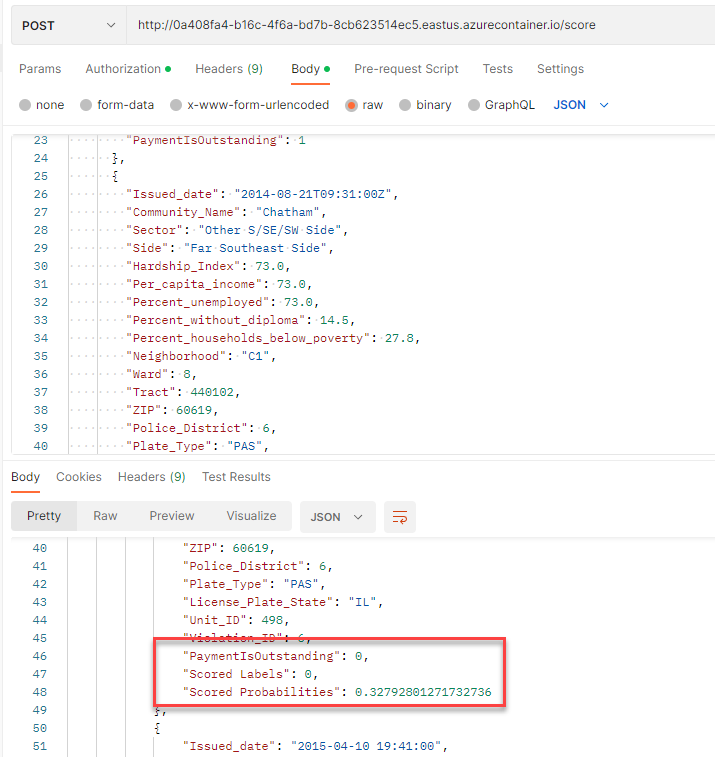 POST http://0a408fa4-b16c-4f6a-bd7b-8cb623514ec5.eastus.azurecontainer.io/score
Params Authorization Headers (9) Body Pre-request Script Tests Settings
none form-data x-www-form-urlencoded raw binary GraphQL JSON
23 "PaymentIsOutstanding": 1
24 },
25 {
26 "Issued_date": "2014-08-21T09:31:00Z",
27 "Community_Name": "Chatham",
28 "Sector": "Other S/SE/SW Side",
29 "Side": "Far Southeast Side",
30 "Hardship_Index": 73.0,
31 "Per_capita_income": 73.0,
32 "Percent_unemployed": 73.0,
33 "Percent_without_diploma": 14.5,
34 "Percent_households_below_poverty": 27.8,
35 "Neighborhood": "C1",
36 "Ward": 8,
37 "Tract": 440102,
38 "ZIP": 60619,
39 "Police_District": 6,
40 "Plate_Type": "PAS",
Body Cookies Headers (9) Test Results
Pretty Raw Preview Visualize JSON
40 "ZIP": 60619,
41 "Police_District": 6,
42 "Plate_Type": "PAS",
43 "License_Plate_State": "IL",
44 "Unit_ID": 498,
45 "Violation_ID": 6,
46 "PaymentIsOutstanding": 0,
47 "Scored Labels": 0,
48 "Scored Probabilities": 0.32792801271732736
49 },
50 {
51 "Issued_date": "2015-04-10 19:41:00",